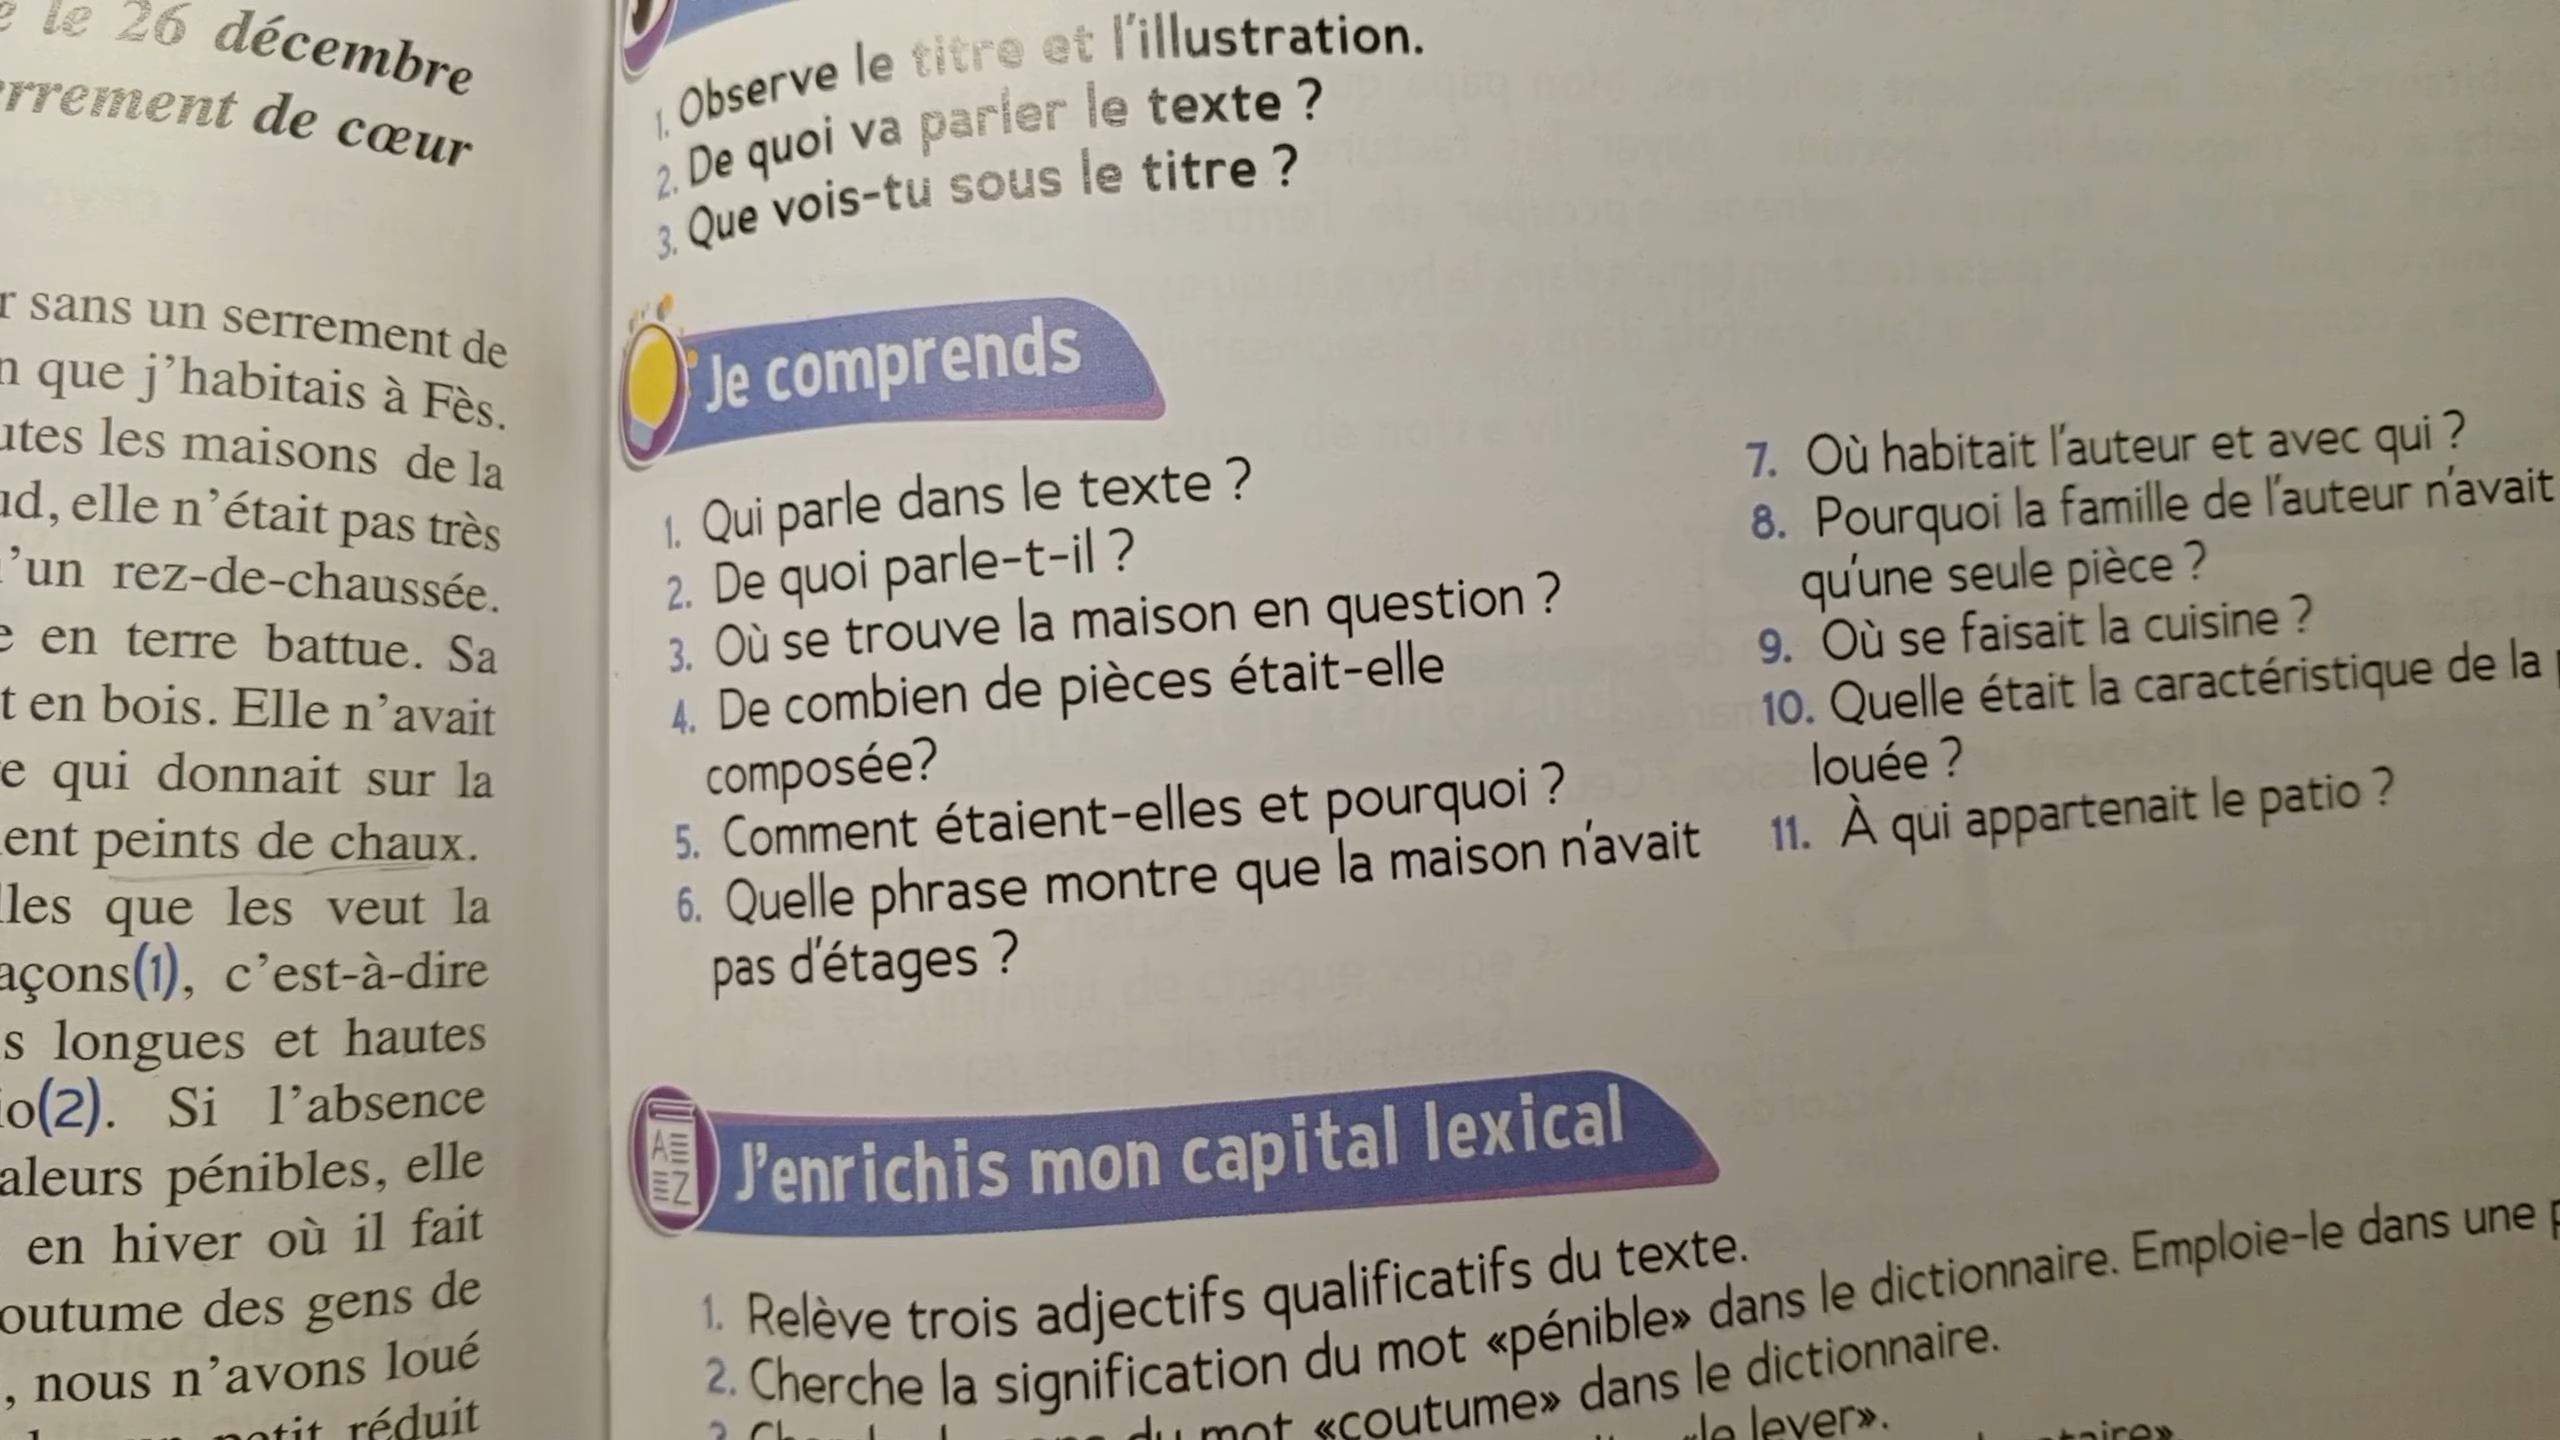 le 26 décembre
de cœur
sans un serrement de
que j'habitais à Fès.
les maisons de la
elle n'était pas très
'un rez-de-chaussée.
en terre battue. Sa
t en bois. Elle n'avait
e qui donnait sur la
ent peints de chaux.
lles que les veut la
açons(1), c'est-à-dire
s longues et hautes
io(2). Si l'absence
aleurs pénibles, elle
en hiver où il fait
outume des gens de
, nous n'avons loué
petit réduit
1. Observe le titre et l'illustration.
2. De quoi va parler le texte ?
3. Que vois-tu sous le titre ?
Je comprends
1. Qui parle dans le texte ?
2. De quoi parle-t-il ?
3. Où se trouve la maison en question ?
4. De combien de pièces était-elle
composée?
5. Comment étaient-elles et pourquoi ?
6. Quelle phrase montre que la maison n'avait
pas d'étages ?
7. Où habitait l'auteur et avec qui ?
8. Pourquoi la famille de l'auteur n'avait
qu'une seule pièce ?
9. Où se faisait la cuisine ?
10. Quelle était la caractéristique de la
louée ?
11. À qui appartenait le patio ?
J'enrichis mon capital lexical
1. Relève trois adjectifs qualificatifs du texte.
2. Cherche la signification du mot «pénible» dans le dictionnaire. Emploie-le dans une
du mot «coutume» dans le dictionnaire.
«le lever».